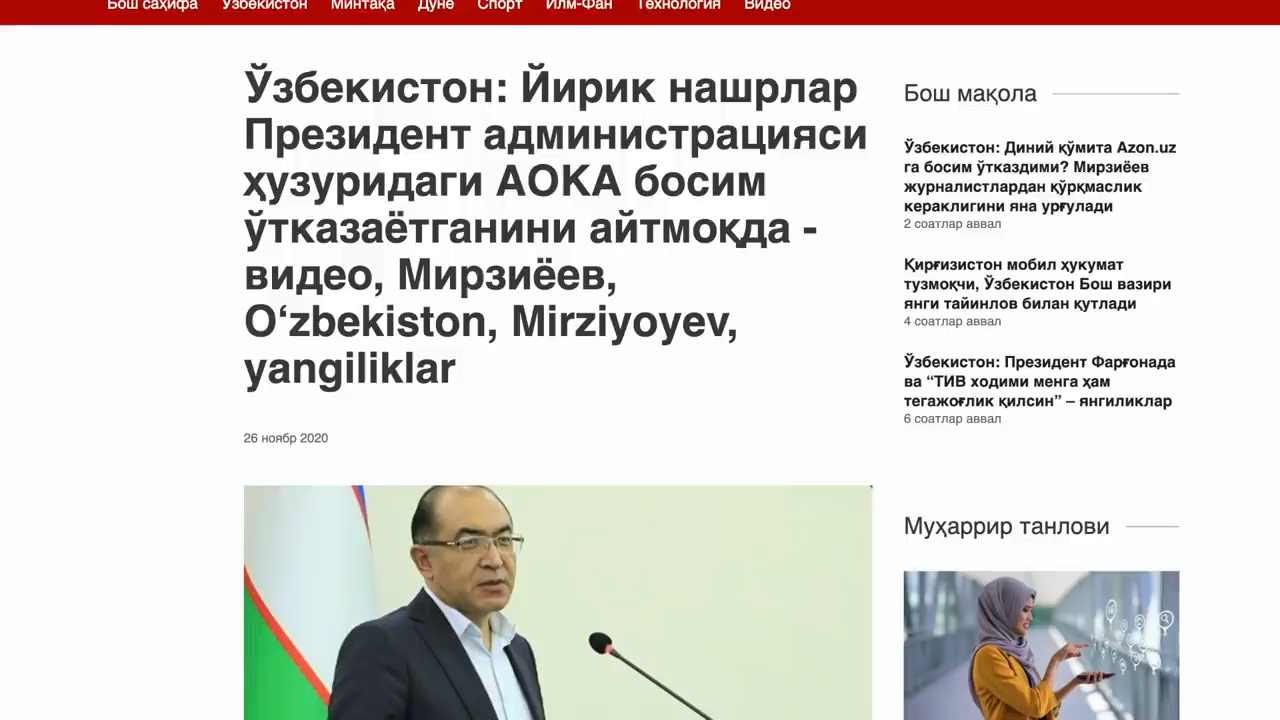 Бош саҳифа Ўзбекистон Минтақа Дунё Спорт Илм-Фан Технология Видео
Ўзбекистон: Йирик нашрлар
Президент администрацияси
ҳузуридаги АОКА босим
ўтказаётганини айтмоқда -
видео, Мирзиёев,
O‘zbekiston, Mirziyoyev,
yangiliklar
26 ноябр 2020
Бош мақола
Ўзбекистон: Диний қўмита Azon.uz
га босим ўтказдими? Мирзиёев
журналистлардан қўрқмаслик
кераклигини яна урғулади
2 соатлар аввал
Қирғизистон мобил ҳукумат
тузмоқчи, Ўзбекистон Бош вазири
янги тайинлов билан қутлади
4 соатлар аввал
Ўзбекистон: Президент Фарғонада
ва “ТИВ ходими менга ҳам
тегажоғлик қилсин” – янгиликлар
6 соатлар аввал
Муҳаррир танлови